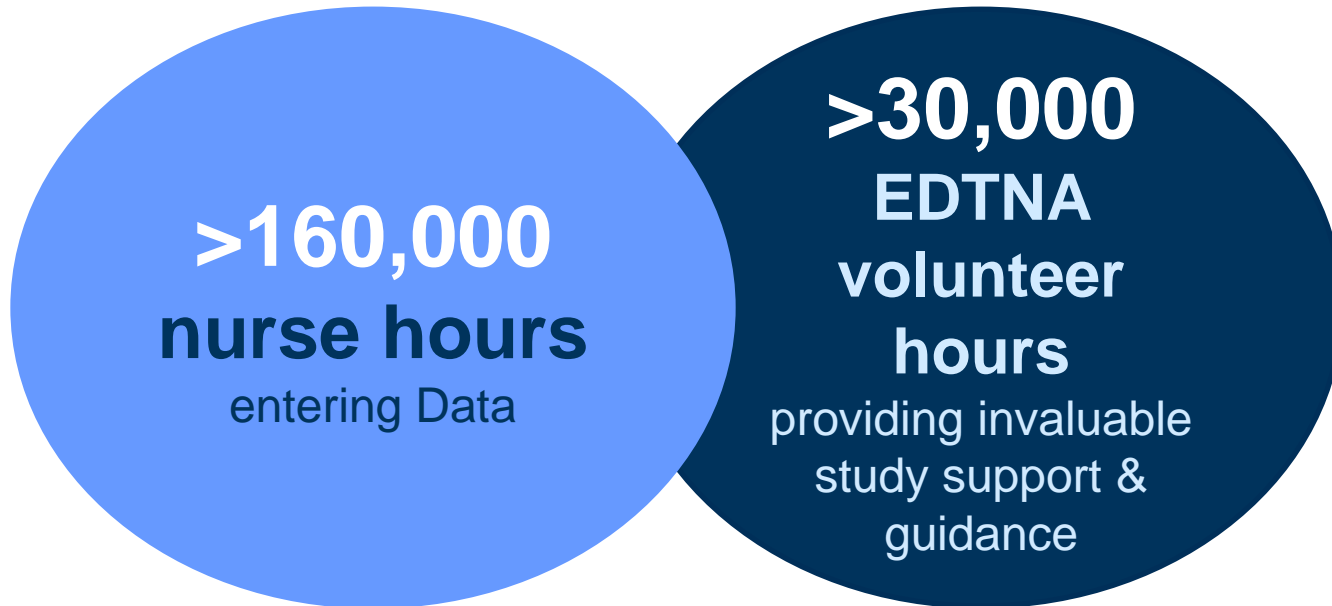 >160,000
nurse hours
entering Data
>30,000
EDTNA
volunteer
hours
providing invaluable
study support &
guidance